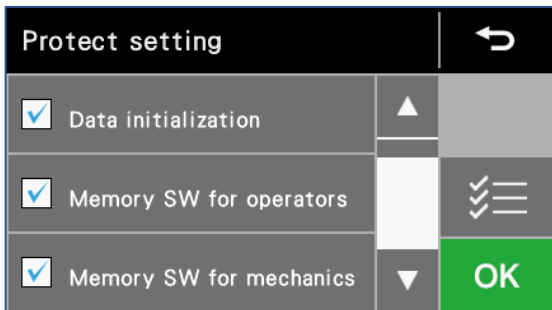 Protect setting
Data initialization
Memory SW for operators
Memory SW for mechanics
OK